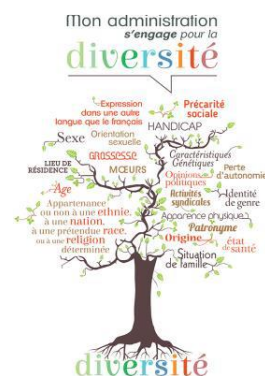 Mon administration
s'engage pour la
diversité
Expression
dans une autre
langue que le français
Précarité
sociale
HANDICAP
Sexe
Orientation
sexuelle
GROSSESSE
MŒURS
LIEU DE
RÉSIDENCE
Caractéristiques
Génétiques
Opinions
politiques
Perte
d'autonomie
Age
Activités
syndicales
Identité
de genre
Appartenance
ou non à une ethnie,
à une nation,
à une prétendue race,
ou à une religion
déterminée
Apparence physique
Patronyme
Origine
état
de santé
Situation
de famille
diversité